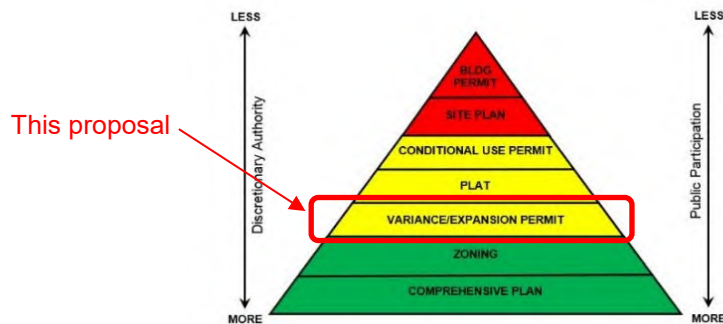 LESS
LESS
BLDG
PERMIT
SITE PLAN
This proposal
Discretionary Authority
Public Participation
CONDITIONAL USE PERMIT
PLAT
VARIANCE/EXPANSION PERMIT
ZONING
COMPREHENSIVE PLAN
MORE
MORE